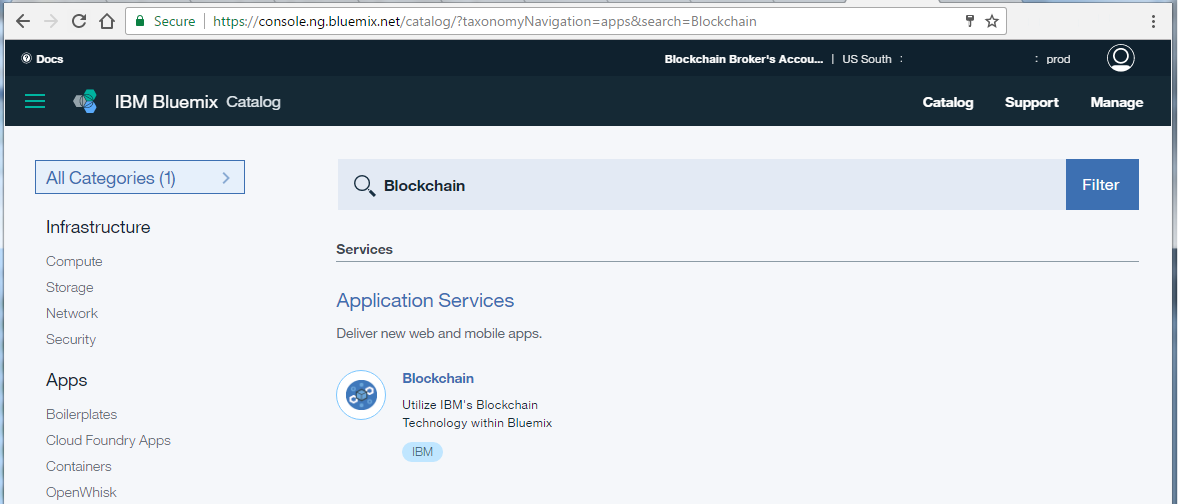 Secure https://console.ng.bluemix.net/catalog/?taxonomyNavigation=apps&search=Blockchain
Docs Blockchain Broker's Accou... | US South : : prod
IBM Bluemix Catalog Catalog Support Manage
All Categories (1)
Blockchain Filter
Infrastructure
Compute
Storage
Network
Security
Apps
Boilerplates
Cloud Foundry Apps
Containers
OpenWhisk
Services
Application Services
Deliver new web and mobile apps.
Blockchain
Utilize IBM's Blockchain
Technology within Bluemix
IBM